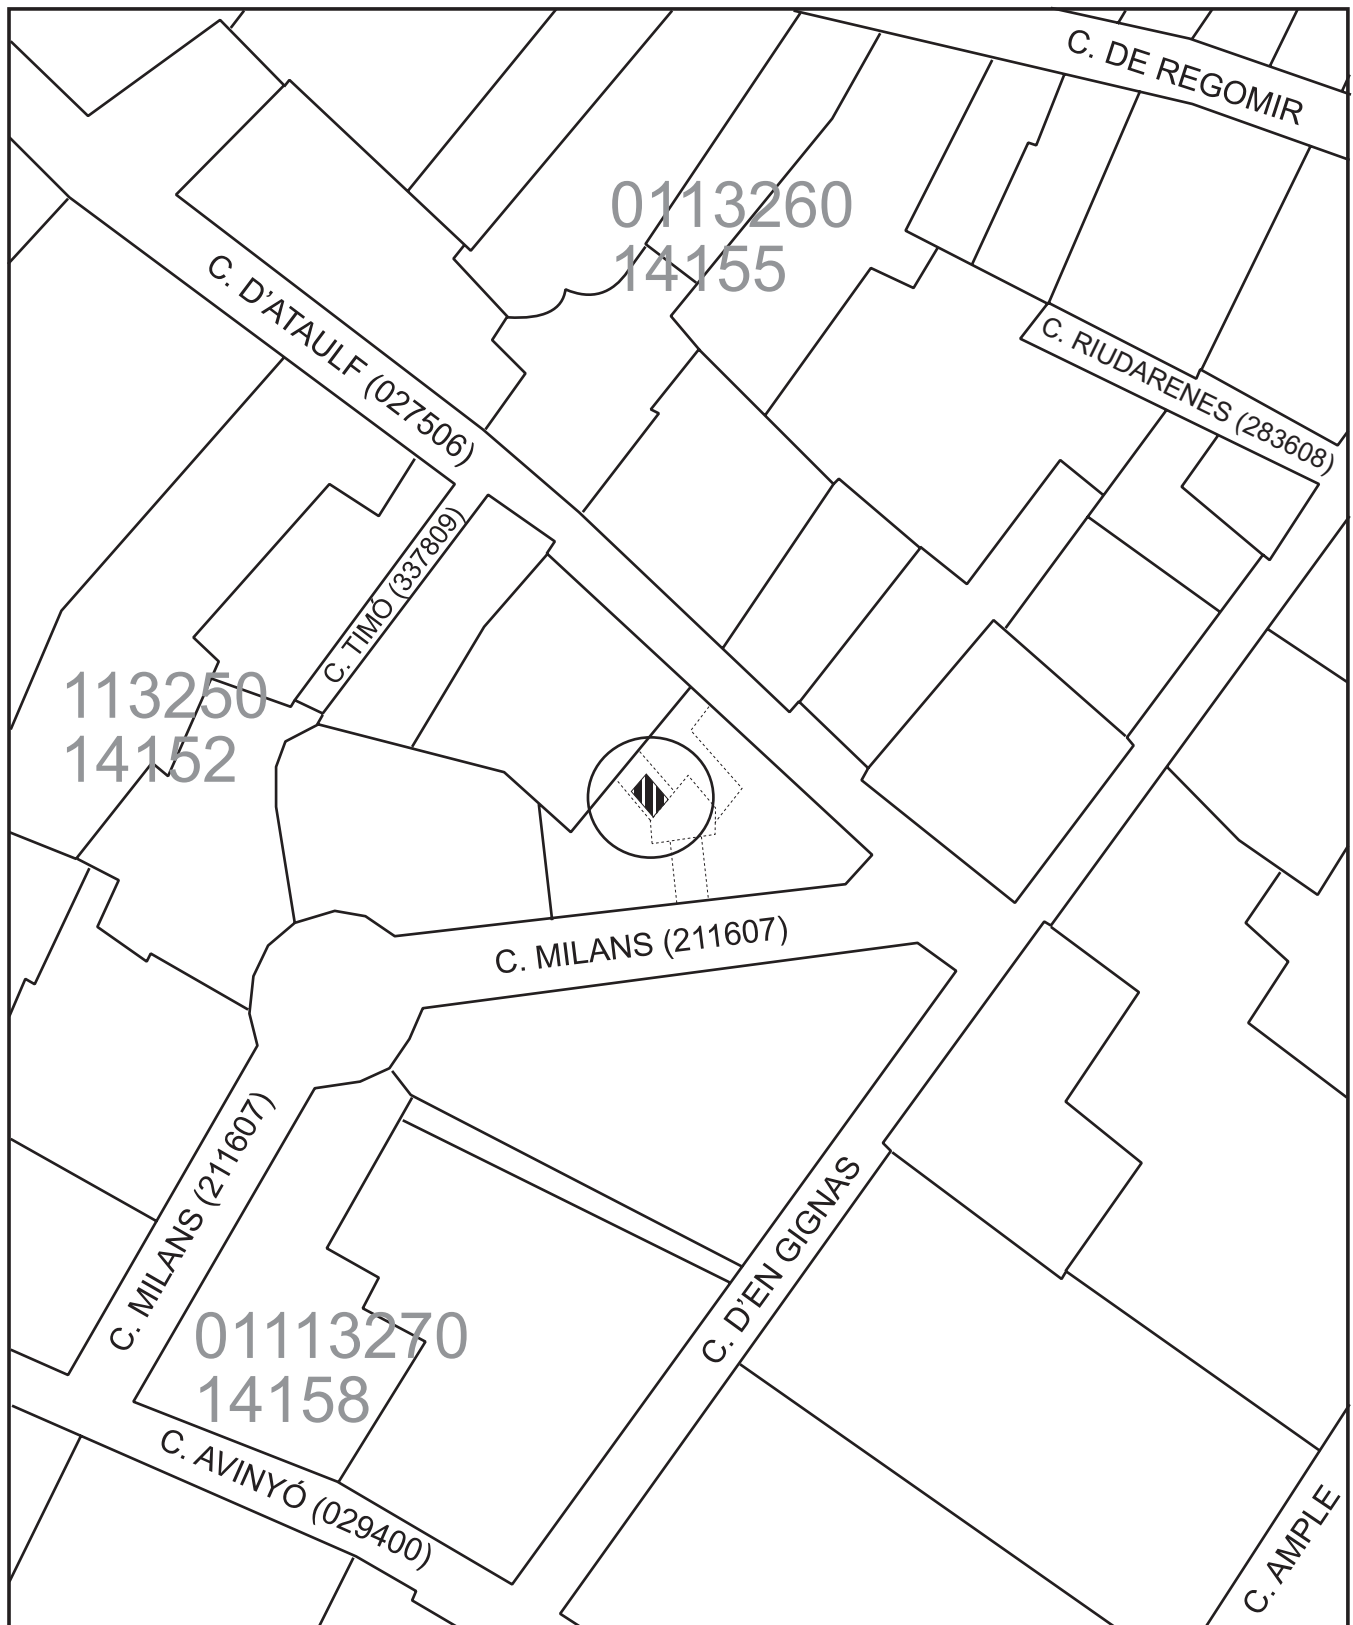 C. DE REGOMIR
0113260
14155
C. D'ATAULF (027506)
C. RIUDARENES (283608)
C. TIMÓ (337809)
113250
14152
C. MILANS (211607)
C. MILANS (211607)
C. D'EN GIGNAS
01113270
14158
C. AVINYÓ (029400)
C. AMPLE